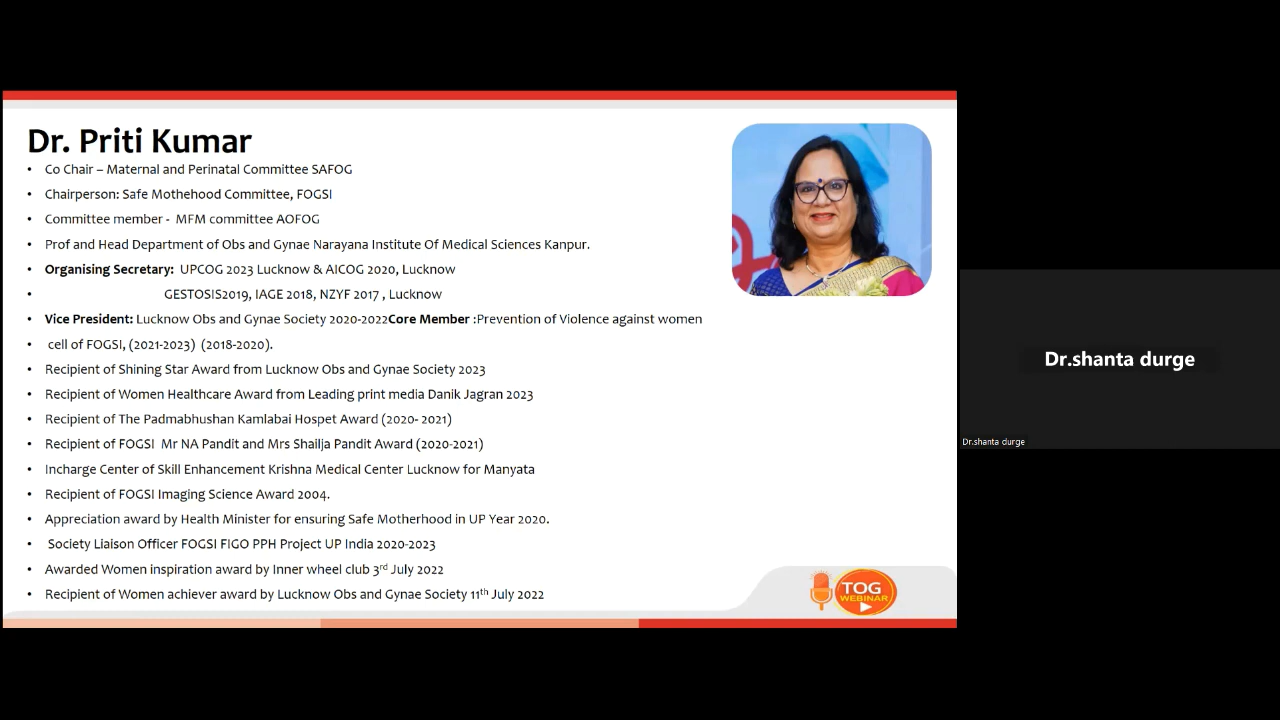 Dr. Priti Kumar
• Co Chair – Maternal and Perinatal Committee SAFOG
• Chairperson: Safe Mothehood Committee, FOGSI
• Committee member - MFM committee AOFOG
• Prof and Head Department of Obs and Gynae Narayana Institute Of Medical Sciences Kanpur.
• Organising Secretary: UPCOG 2023 Lucknow & AICOG 2020, Lucknow
• GESTOSIS2019, IAGE 2018, NZYF 2017 , Lucknow
• Vice President: Lucknow Obs and Gynae Society 2020-2022Core Member :Prevention of Violence against women
• cell of FOGSI, (2021-2023) (2018-2020).
• Recipient of Shining Star Award from Lucknow Obs and Gynae Society 2023
• Recipient of Women Healthcare Award from Leading print media Danik Jagran 2023
• Recipient of The Padmabhushan Kamlabai Hospet Award (2020- 2021)
• Recipient of FOGSI Mr NA Pandit and Mrs Shailja Pandit Award (2020-2021)
• Incharge Center of Skill Enhancement Krishna Medical Center Lucknow for Manyata
• Recipient of FOGSI Imaging Science Award 2004.
• Appreciation award by Health Minister for ensuring Safe Motherhood in UP Year 2020.
• Society Liaison Officer FOGSI FIGO PPH Project UP India 2020-2023
• Awarded Women inspiration award by Inner wheel club 3rd July 2022
• Recipient of Women achiever award by Lucknow Obs and Gynae Society 11th July 2022
TOG
WEBINAR
Dr.shanta durge
Dr.shanta durge